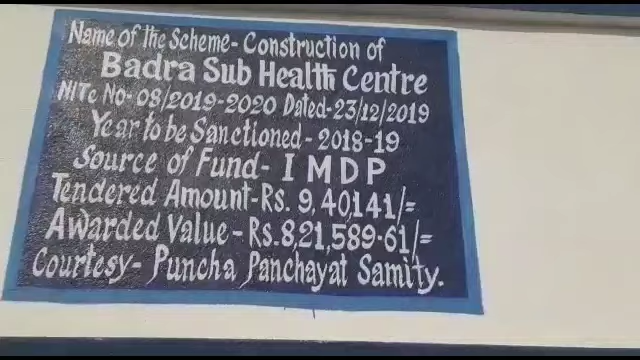 Name of the Scheme- Construction of
Badra Sub Health Centre
NITe No- 08/2019-2020 Dated-23/12/2019
Year to be Sanctioned - 2018-19
Source of Fund- I M D P
Tendered Amount-Rs. 9,40141/=
Awarded Value - Rs.8,21,589-61/=
Courtesy- Puncha Panchayat Samity.